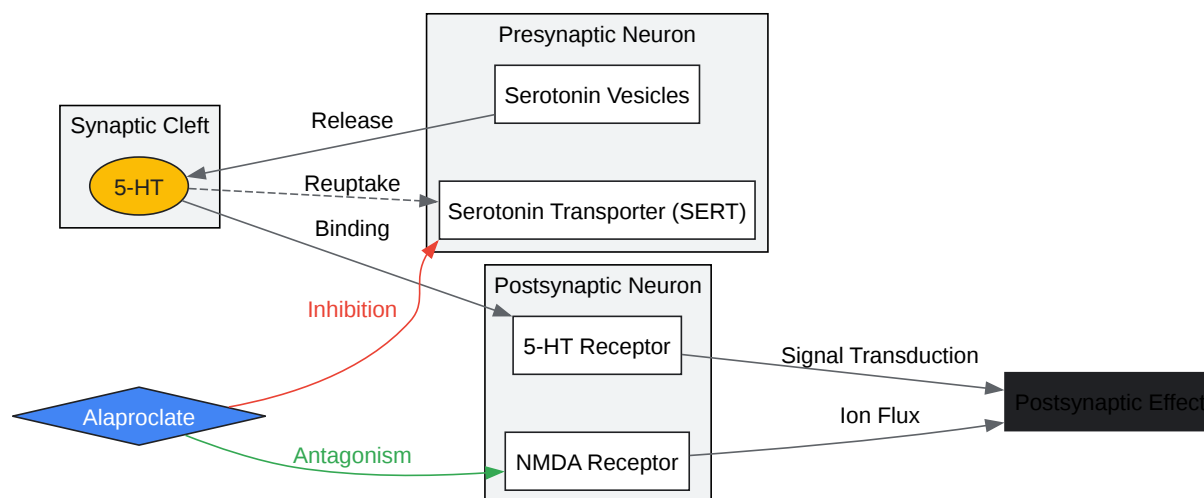 Presynaptic Neuron
Serotonin Vesicles
Synaptic Cleft
Release
5-HT
Reuptake
Serotonin Transporter (SERT)
Binding
Postsynaptic Neuron
Inhibition
5-HT Receptor
Signal Transduction
Postsynaptic Effect
Alaproclate
Ion Flux
Antagonism
NMDA Receptor